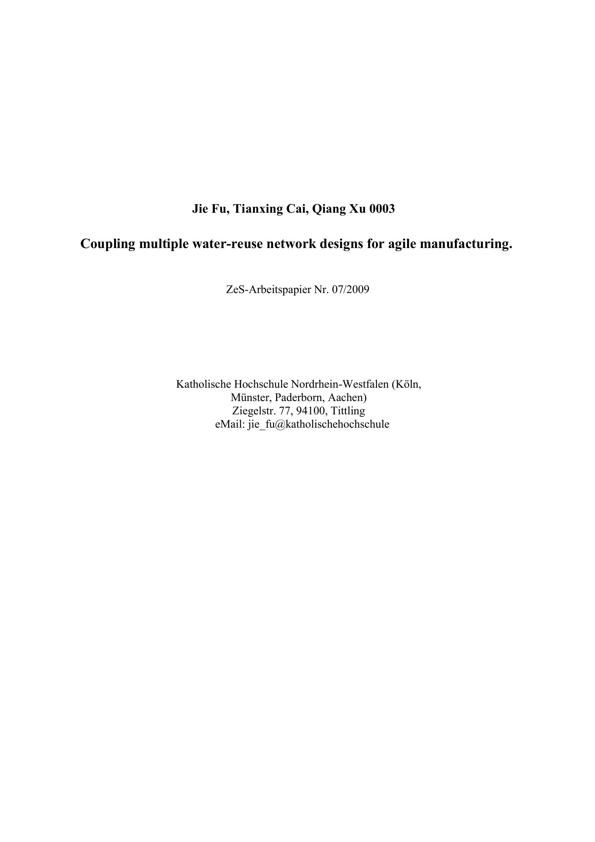 Jie Fu, Tianxing Cai, Qiang Xu 0003
Coupling multiple water-reuse network designs for agile manufacturing.
ZeS-Arbeitspapier Nr. 07/2009
Katholische Hochschule Nordrhein-Westfalen (Köln,
Münster, Paderborn, Aachen)
Ziegelstr. 77, 94100, Tittling
eMail: jie_fu@katholischehochschule